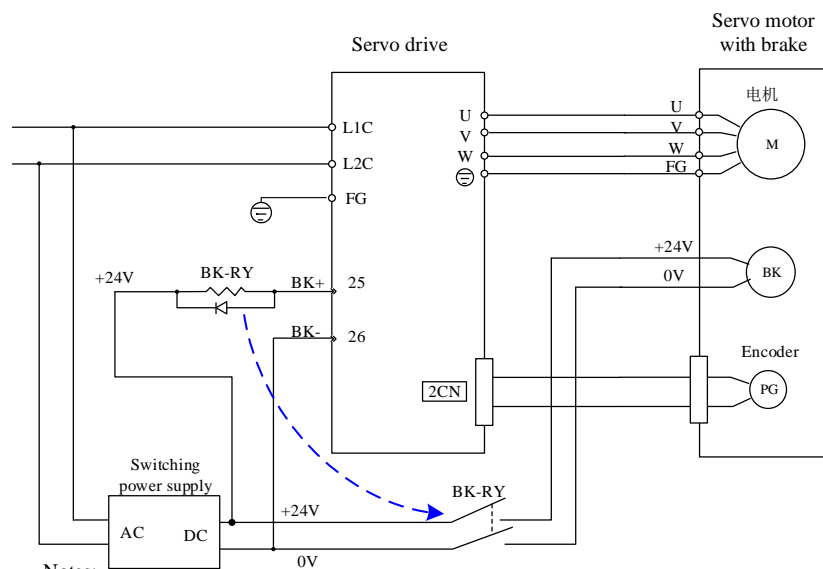 Servo motor
with brake
Servo drive
电机
U
V
W
FG
M
L1C
L2C
FG
U
V
W
+24V
BK-RY
BK+
25
BK-
26
+24V
0V
BK
Encoder
2CN
PG
Switching
power supply
AC
DC
+24V
0V
BK-RY